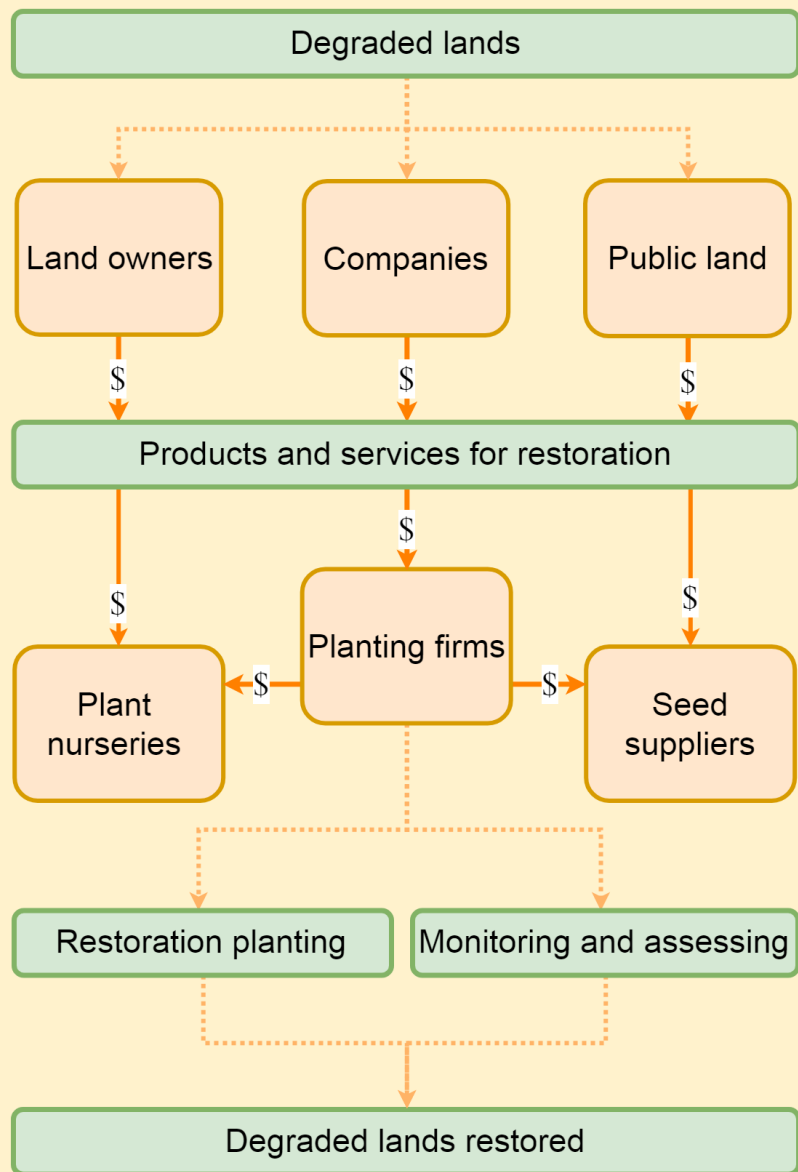 Degraded lands
Land owners
Companies
Public land
$
$
$
Products and services for restoration
$
$
$
Planting firms
$
$
Plant
nurseries
Seed
suppliers
Restoration planting
Monitoring and assessing
Degraded lands restored